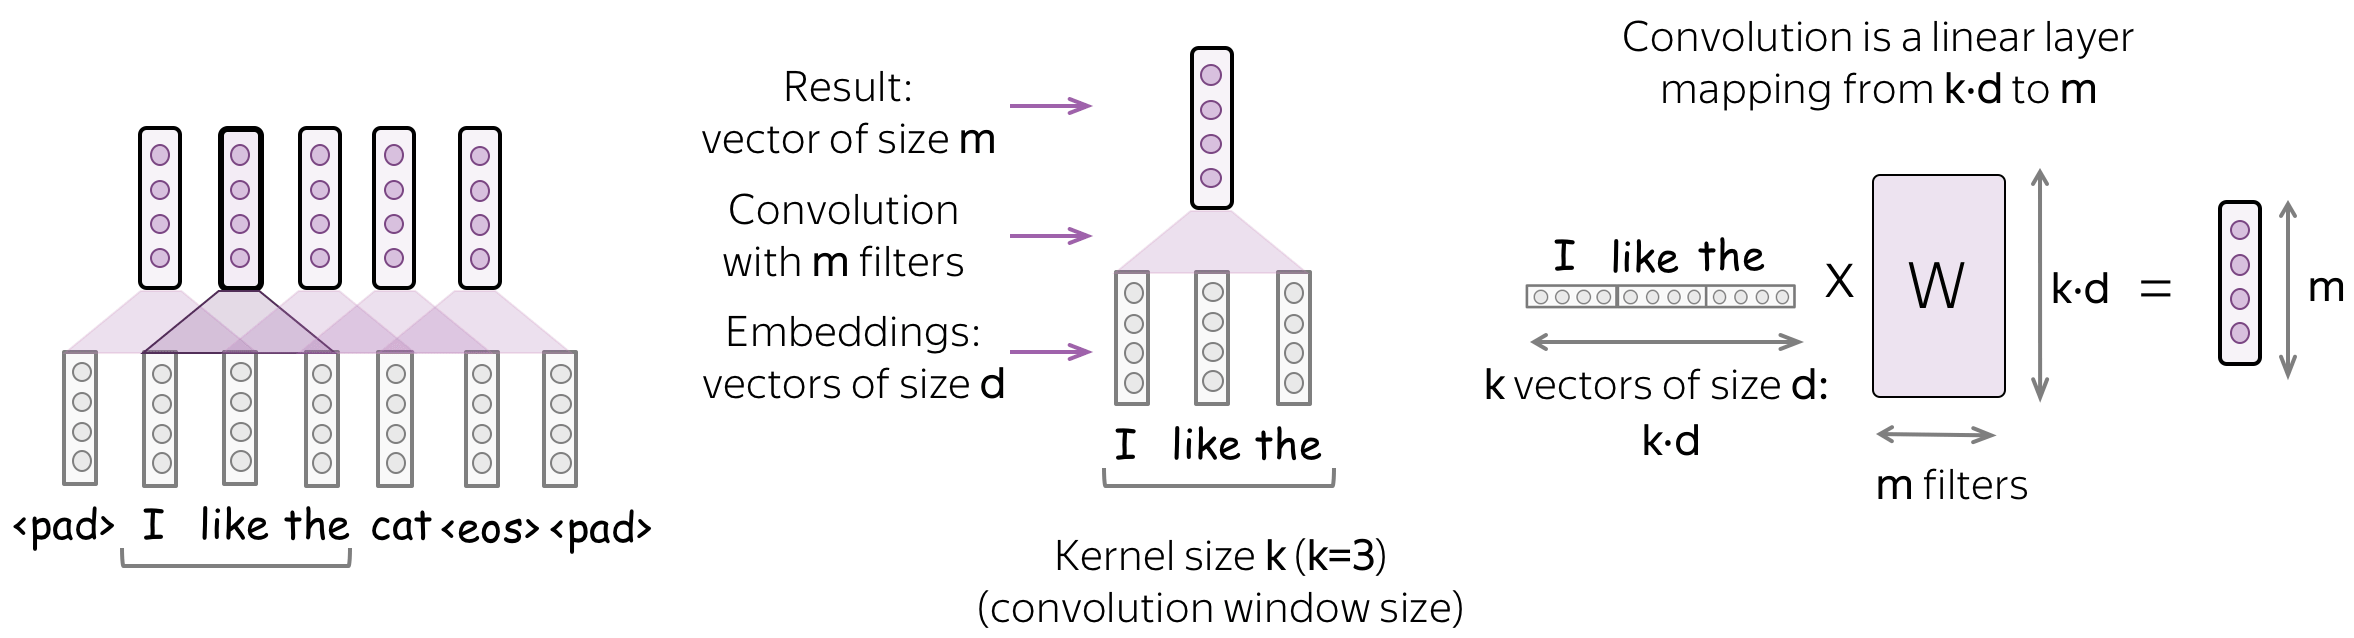 <pad> I like the cat <eos> <pad>
Result:
vector of size m
Convolution
with m filters
Embeddings:
vectors of size d
I like the
Kernel size k (k=3)
(convolution window size)
Convolution is a linear layer
mapping from k·d to m
I like the
X
W
k·d
=
m
k vectors of size d:
k·d
m filters